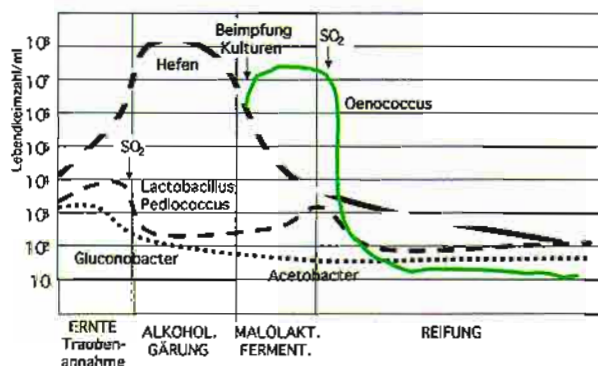 Beimpfung
Kulturen
SO₂
Lebendkeimzahl/ml
10⁸
10⁷
10⁶
10⁵
10⁴
10³
10²
10
Hefen
Oenococcus
SO₂
Lactobacillus,
Pediococcus
Gluconobacter
Acetobacter
ERNTE
Trauben-
annahme
ALKOHOL.
GÄRUNG
MALOLAKT.
FERMENT.
REIFUNG